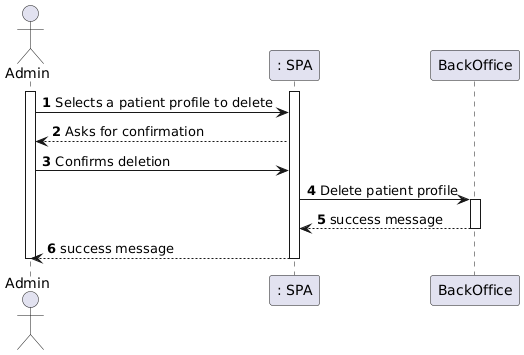 Admin
: SPA
BackOffice
1 Selects a patient profile to delete
2 Asks for confirmation
3 Confirms deletion
4 Delete patient profile
5 success message
6 success message
Admin
: SPA
BackOffice